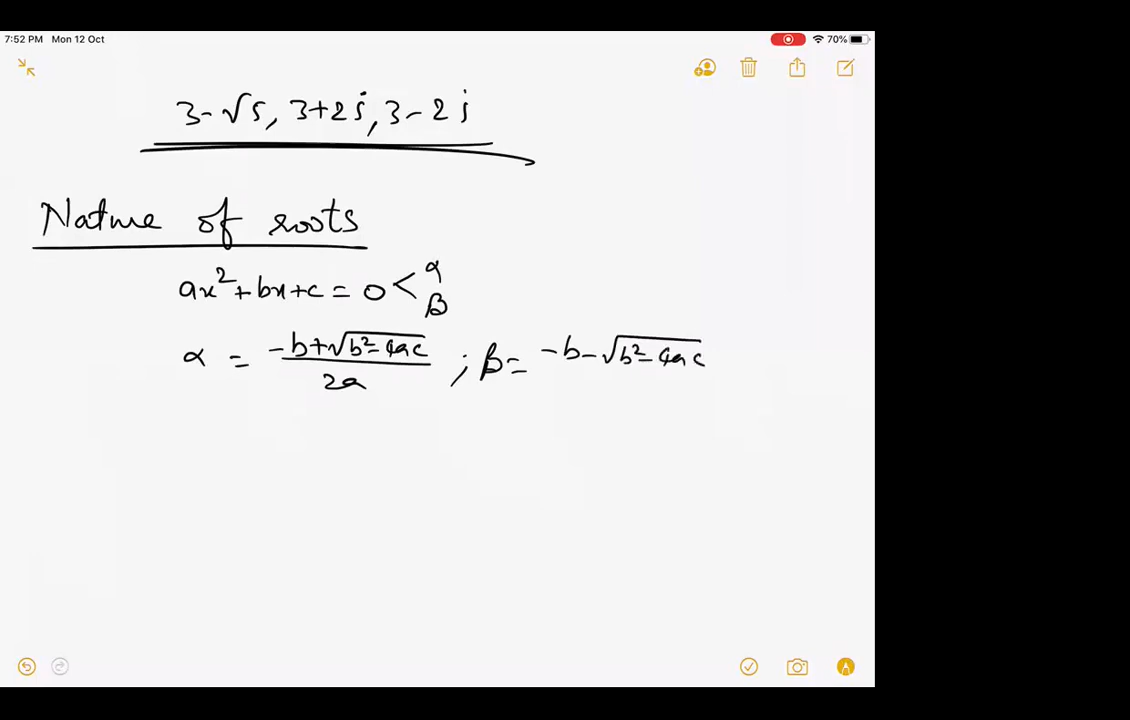 7:52 PM Mon 12 Oct 70%
3-√5, 3+2i, 3-2i
Nature of roots
ax²+bx+c=0< α
β
α = -b+√b²-4ac / 2a ; β= -b-√b²-4ac